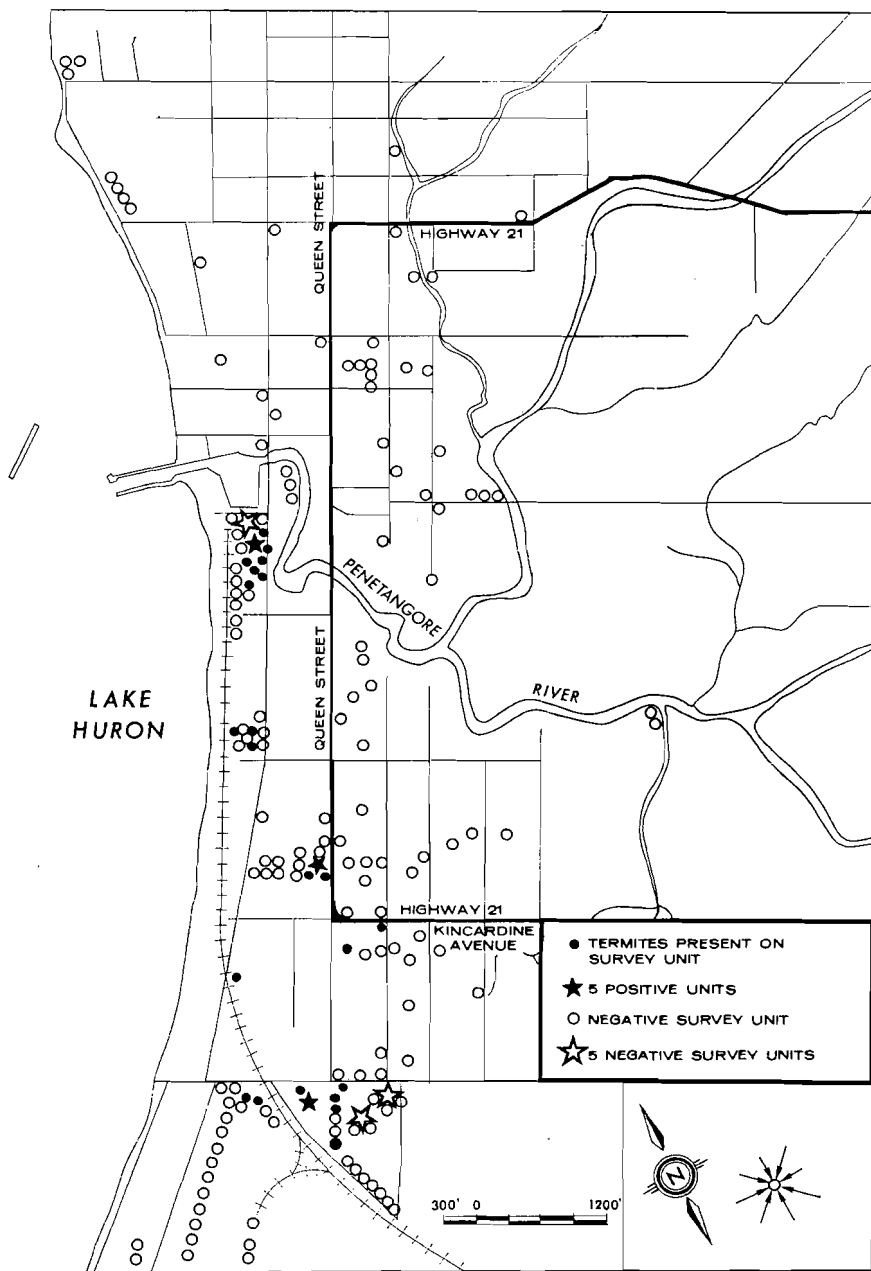 QUEEN STREET
HIGHWAY 21
PENETANGORE
RIVER
QUEEN STREET
LAKE
HURON
HIGHWAY 21
KINCARDINE
AVENUE
TERMITES PRESENT ON
SURVEY UNIT
5 POSITIVE UNITS
NEGATIVE SURVEY UNIT
5 NEGATIVE SURVEY UNITS
N
300' 0 1200'